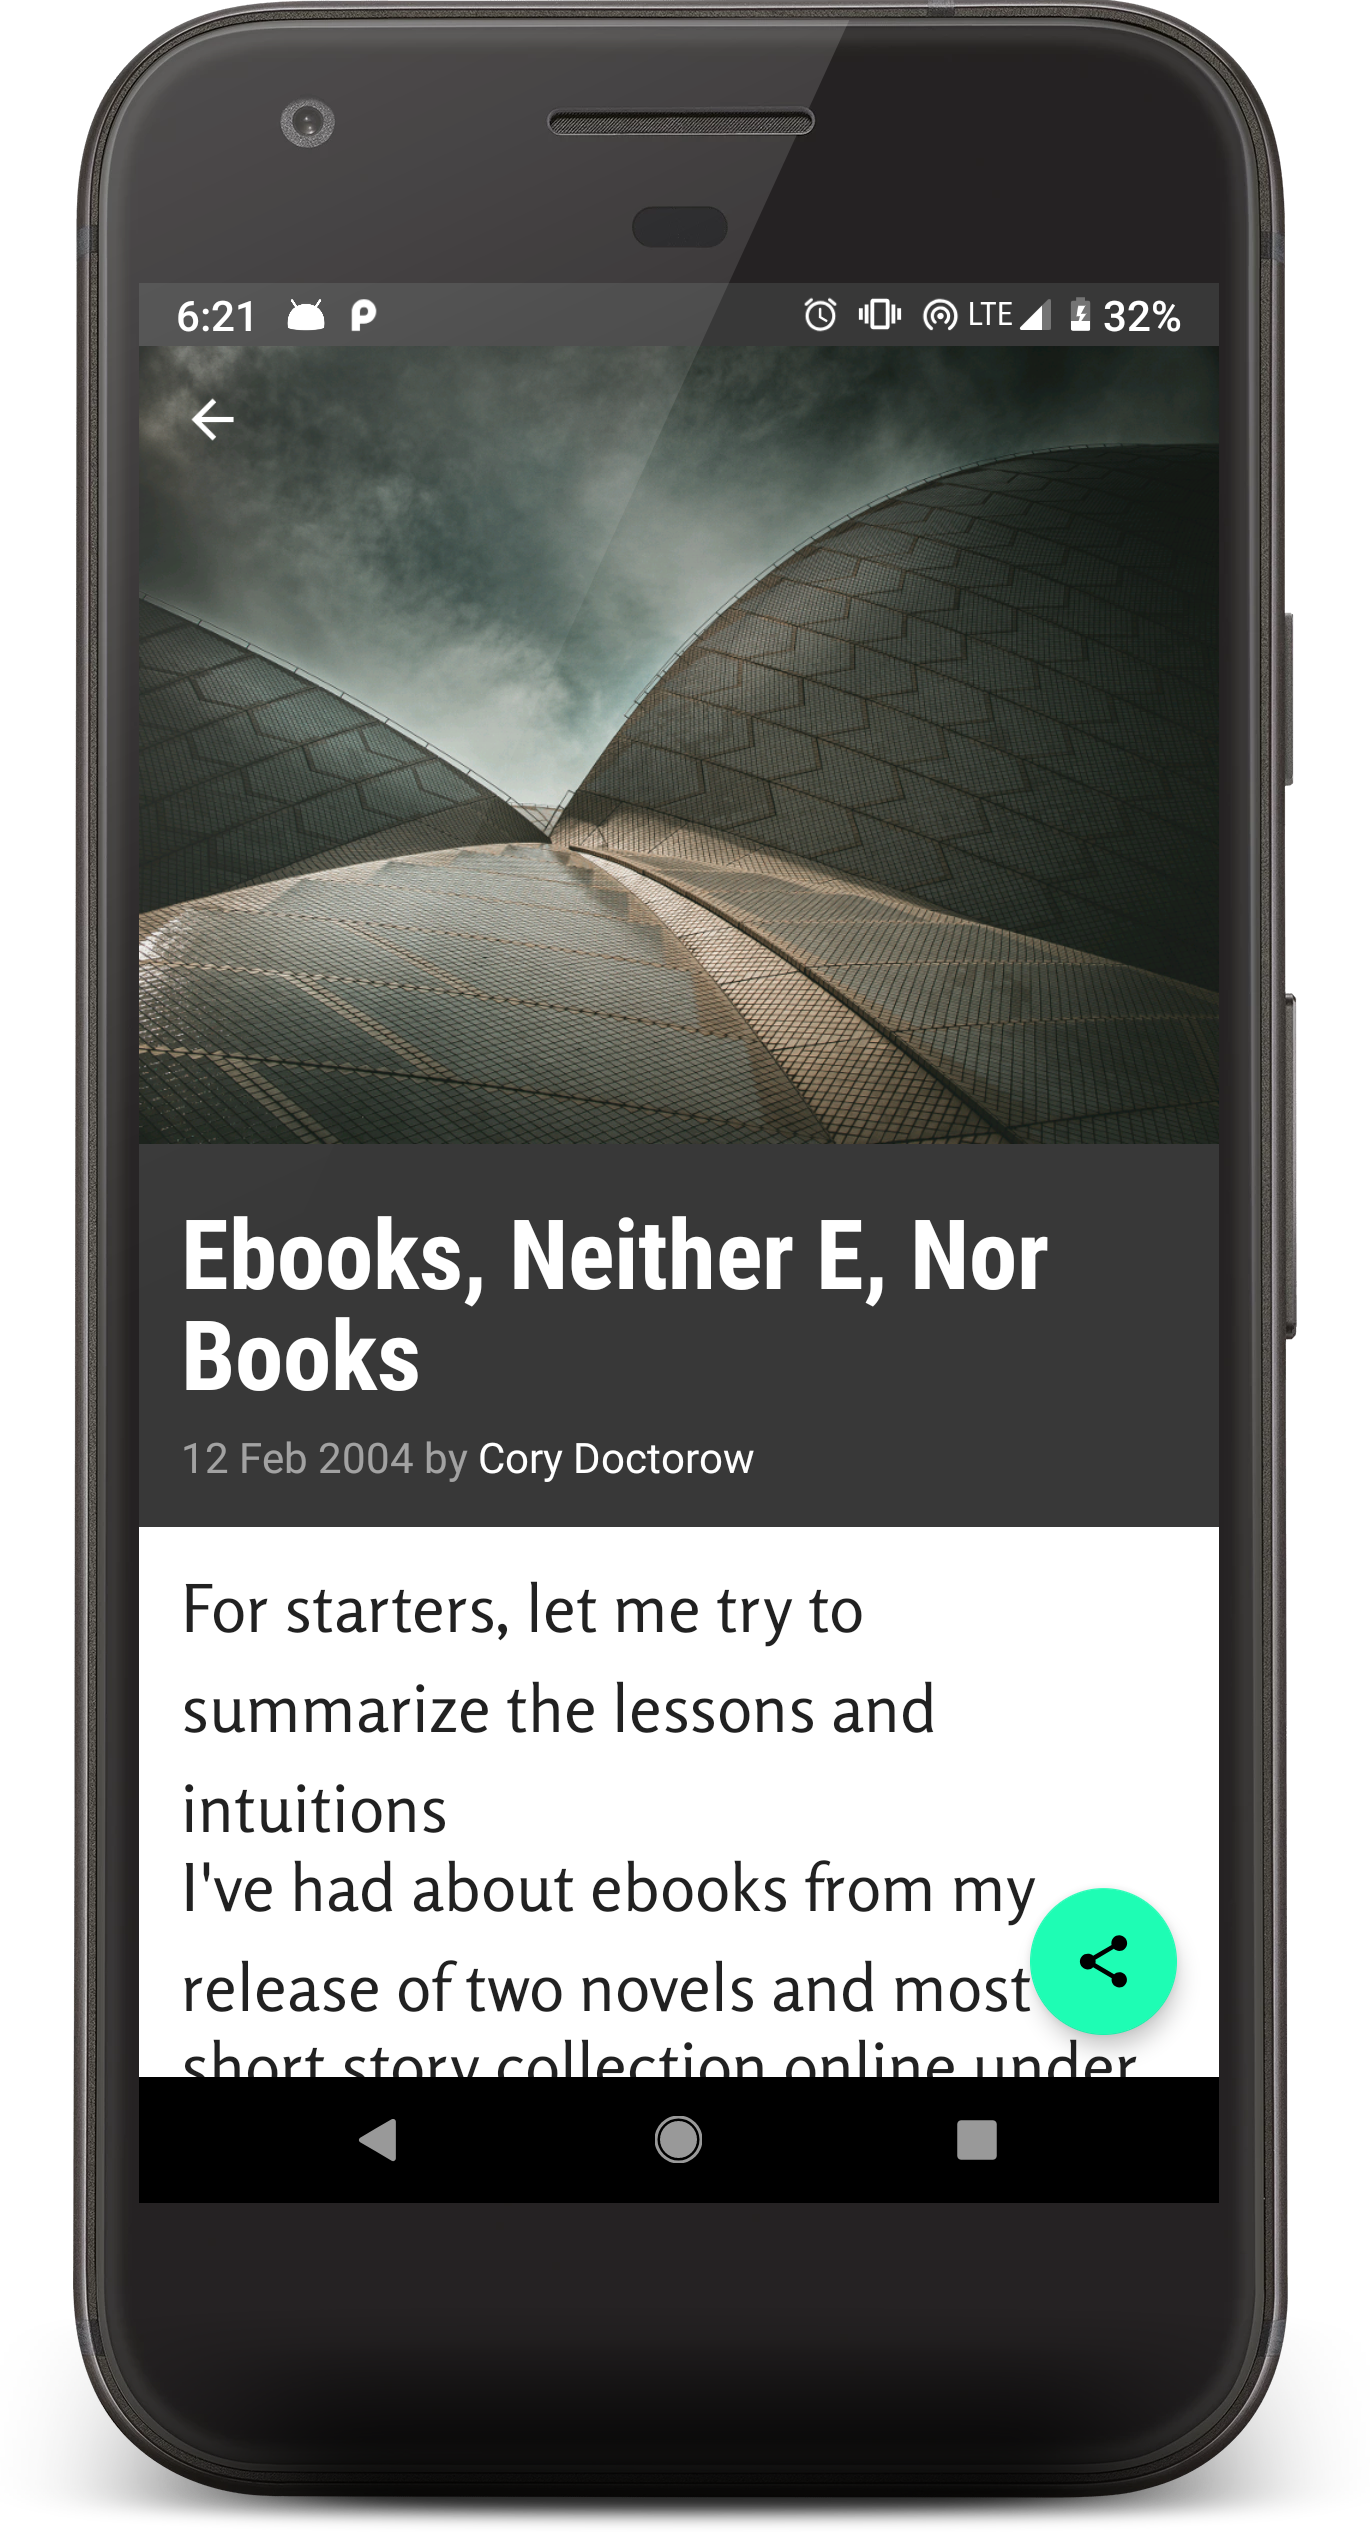 6:21 LTE 32%
Ebooks, Neither E, Nor
Books
12 Feb 2004 by Cory Doctorow
For starters, let me try to
summarize the lessons and
intuitions
I've had about ebooks from my
release of two novels and most
short story collection online under